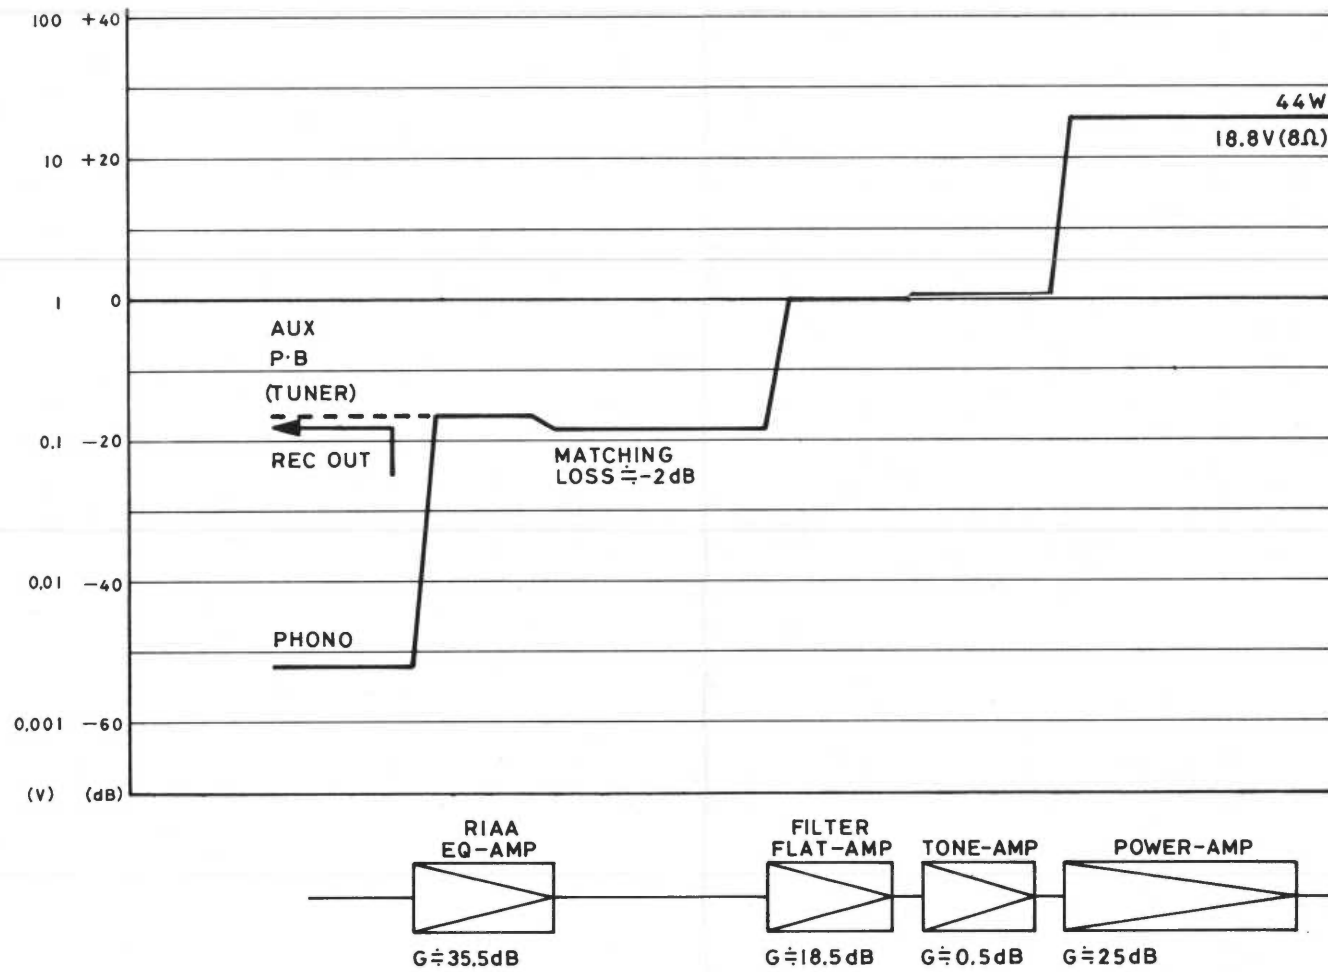 100 +40
44W
18.8V(8Ω)
10 +20
1 0
AUX
P·B
(TUNER)
0.1 −20
REC OUT
MATCHING
LOSS≒-2dB
0.01 −40
PHONO
0.001 −60
(V) (dB)
RIAA
EQ-AMP
FILTER
FLAT-AMP
TONE-AMP
POWER-AMP
G≒35.5dB
G≒18.5dB
G≒0.5dB
G≒25dB